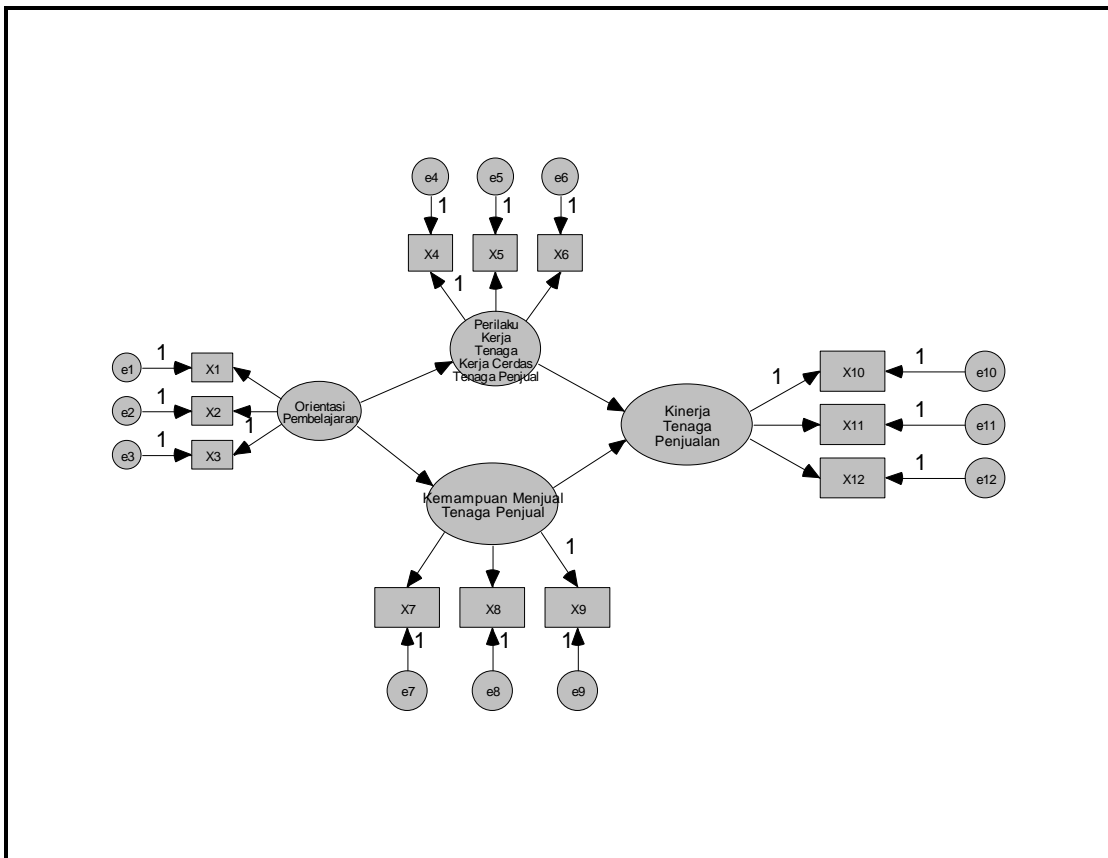 e4
e5
e6
1
1
1
X4
X5
X6
1
Perilaku
Kerja
Tenaga
Kerja Cerdas
Tenaga Penjual
e1
1
X1
e2
1
X2
e3
1
X3
1
Orientasi
Pembelajaran
Kinerja
Tenaga
Penjualan
1
X10
1
e10
X11
1
e11
X12
1
e12
Kemampuan Menjual
Tenaga Penjual
1
X7
X8
X9
1
1
1
e7
e8
e9